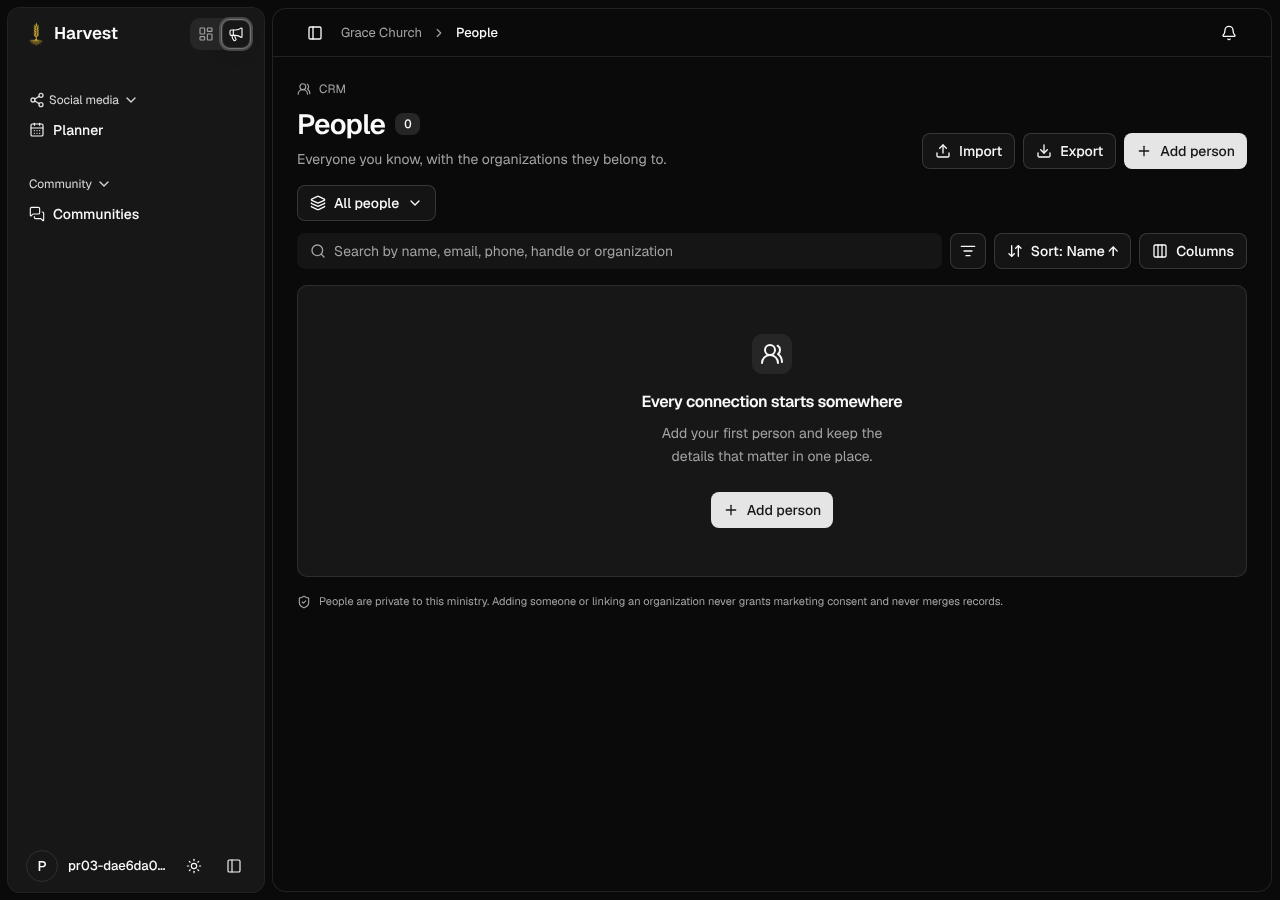 Harvest
Social media
Planner
Community
Communities
P
pr03-dae6da0…
Grace Church
People
CRM
People 0
Everyone you know, with the organizations they belong to.
Import
Export
Add person
All people
Search by name, email, phone, handle or organization
Sort: Name ↑
Columns
Every connection starts somewhere
Add your first person and keep the
details that matter in one place.
Add person
People are private to this ministry. Adding someone or linking an organization never grants marketing consent and never merges records.